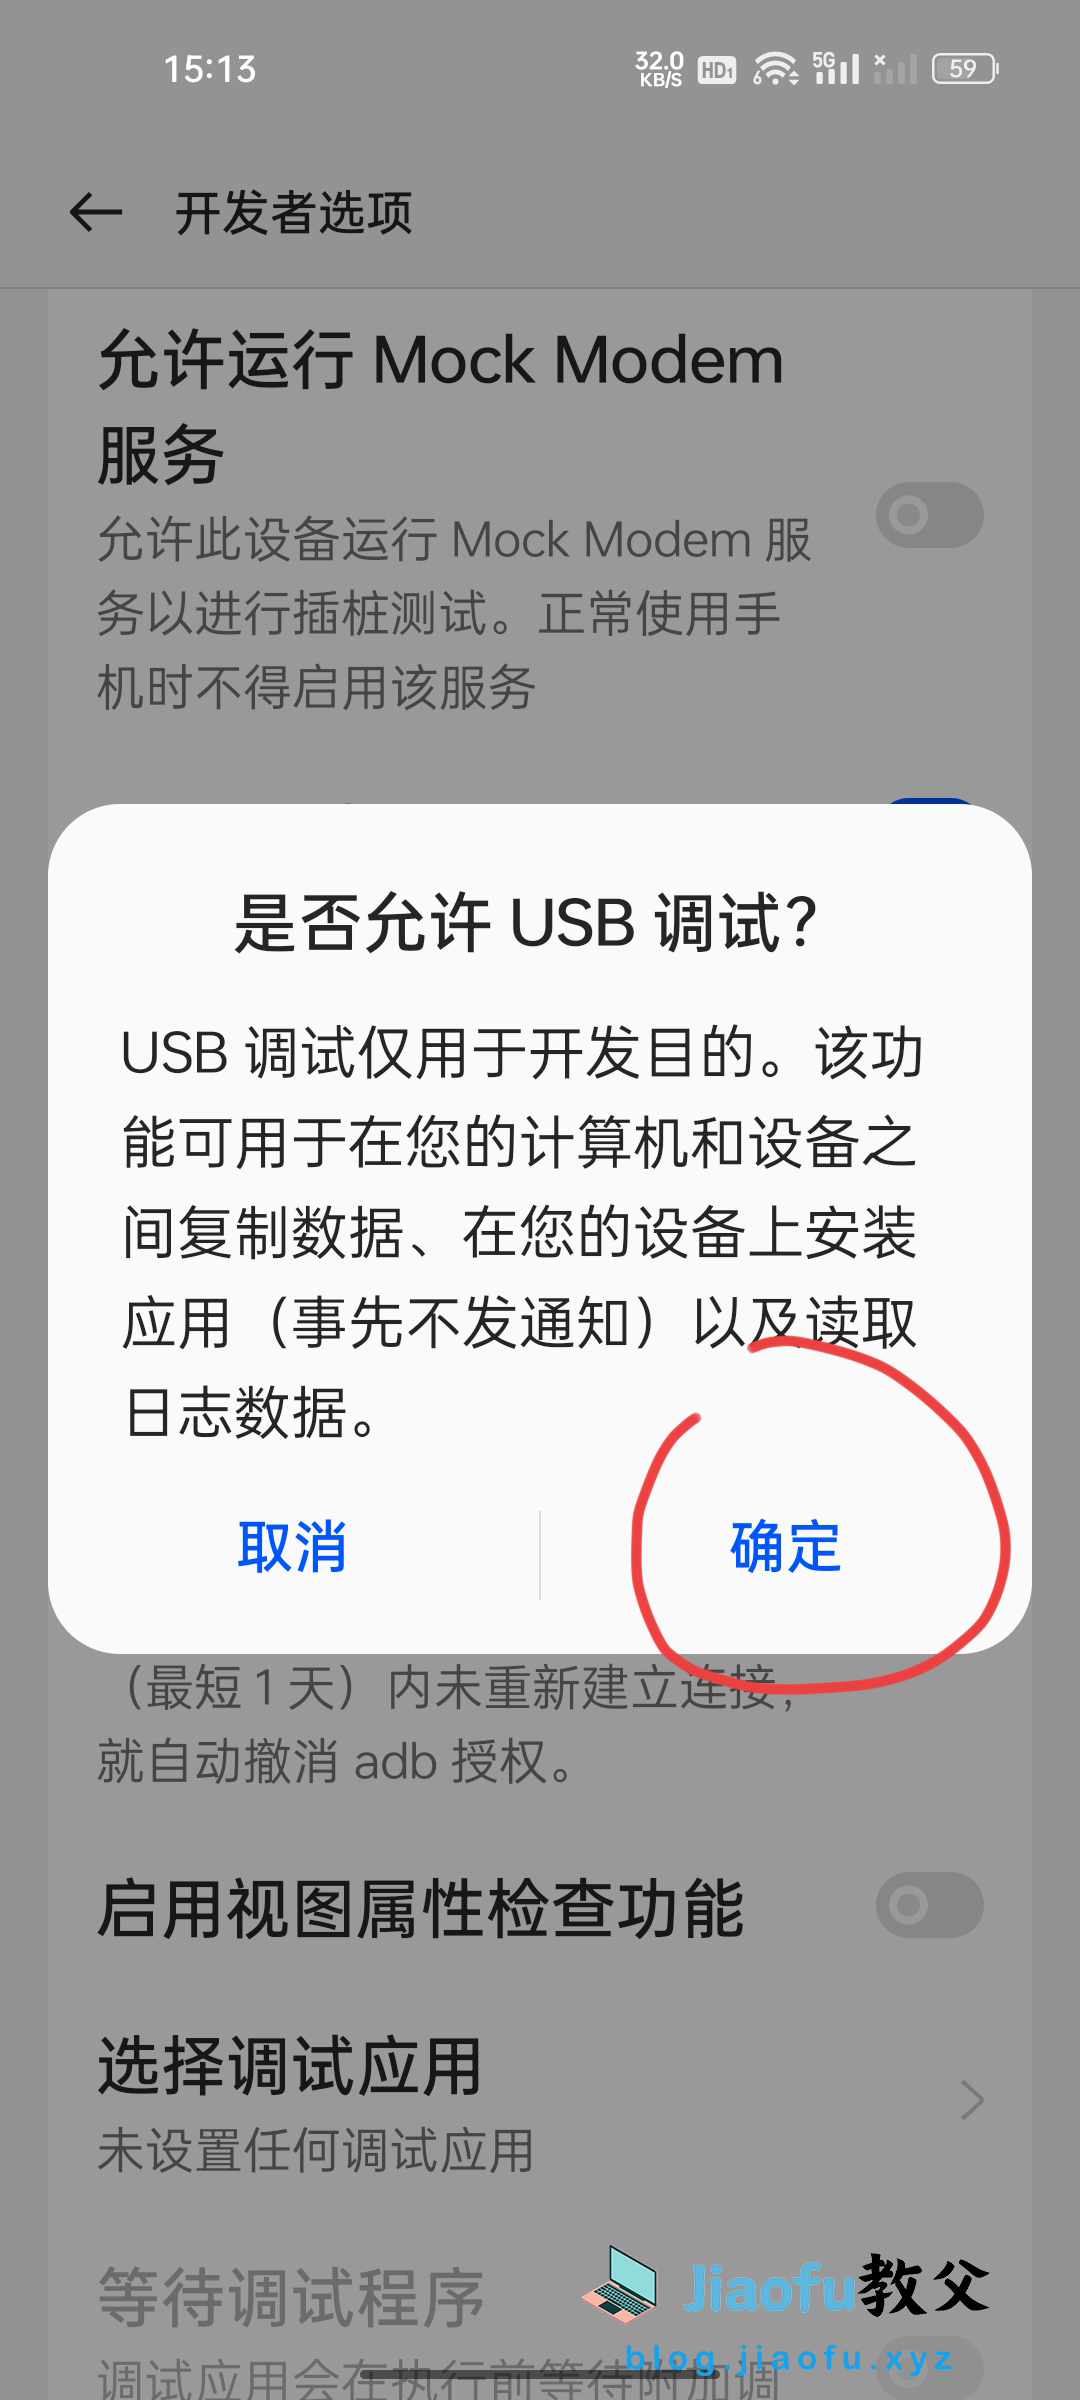 15:13
32.0
KB/S
HD1
6
5G
59
开发者选项
允许运行 Mock Modem
服务
允许此设备运行 Mock Modem 服
务以进行插桩测试。正常使用手
机时不得启用该服务
是否允许 USB 调试?
USB 调试仅用于开发目的。该功
能可用于在您的计算机和设备之
间复制数据、在您的设备上安装
应用（事先不发通知）以及读取
日志数据。
取消
确定
（最短 1 天）内未重新建立连接，
就自动撤消 adb 授权。
启用视图属性检查功能
选择调试应用
未设置任何调试应用
等待调试程序
Jiaofu教父
blog.jiaofu.xyz
调试应用会在执行前等待附加调